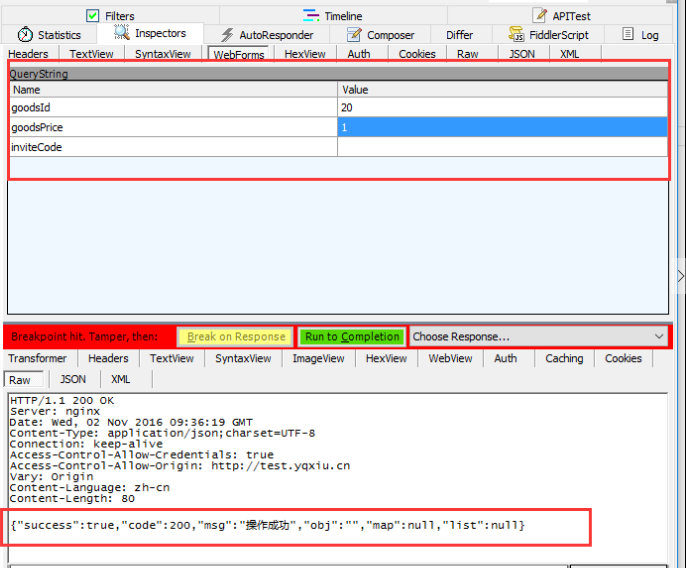 Filters Timeline APITest
Statistics Inspectors AutoResponder Composer Differ FiddlerScript Log
Headers TextView SyntaxView WebForms HexView Auth Cookies Raw JSON XML
QueryString
Name Value
goodsId 20
goodsPrice 1
inviteCode
Breakpoint hit. Tamper, then: Break on Response Run to Completion Choose Response...
Transformer Headers TextView SyntaxView ImageView HexView WebView Auth Caching Cookies
Raw JSON XML
HTTP/1.1 200 OK
Server: nginx
Date: Wed, 02 Nov 2016 09:36:19 GMT
Content-Type: application/json;charset=UTF-8
Connection: keep-alive
Access-Control-Allow-Credentials: true
Access-Control-Allow-Origin: http://test.yqxiu.cn
Vary: Origin
Content-Language: zh-cn
Content-Length: 80
{"success":true,"code":200,"msg":"操作成功","obj":"","map":null,"list":null}